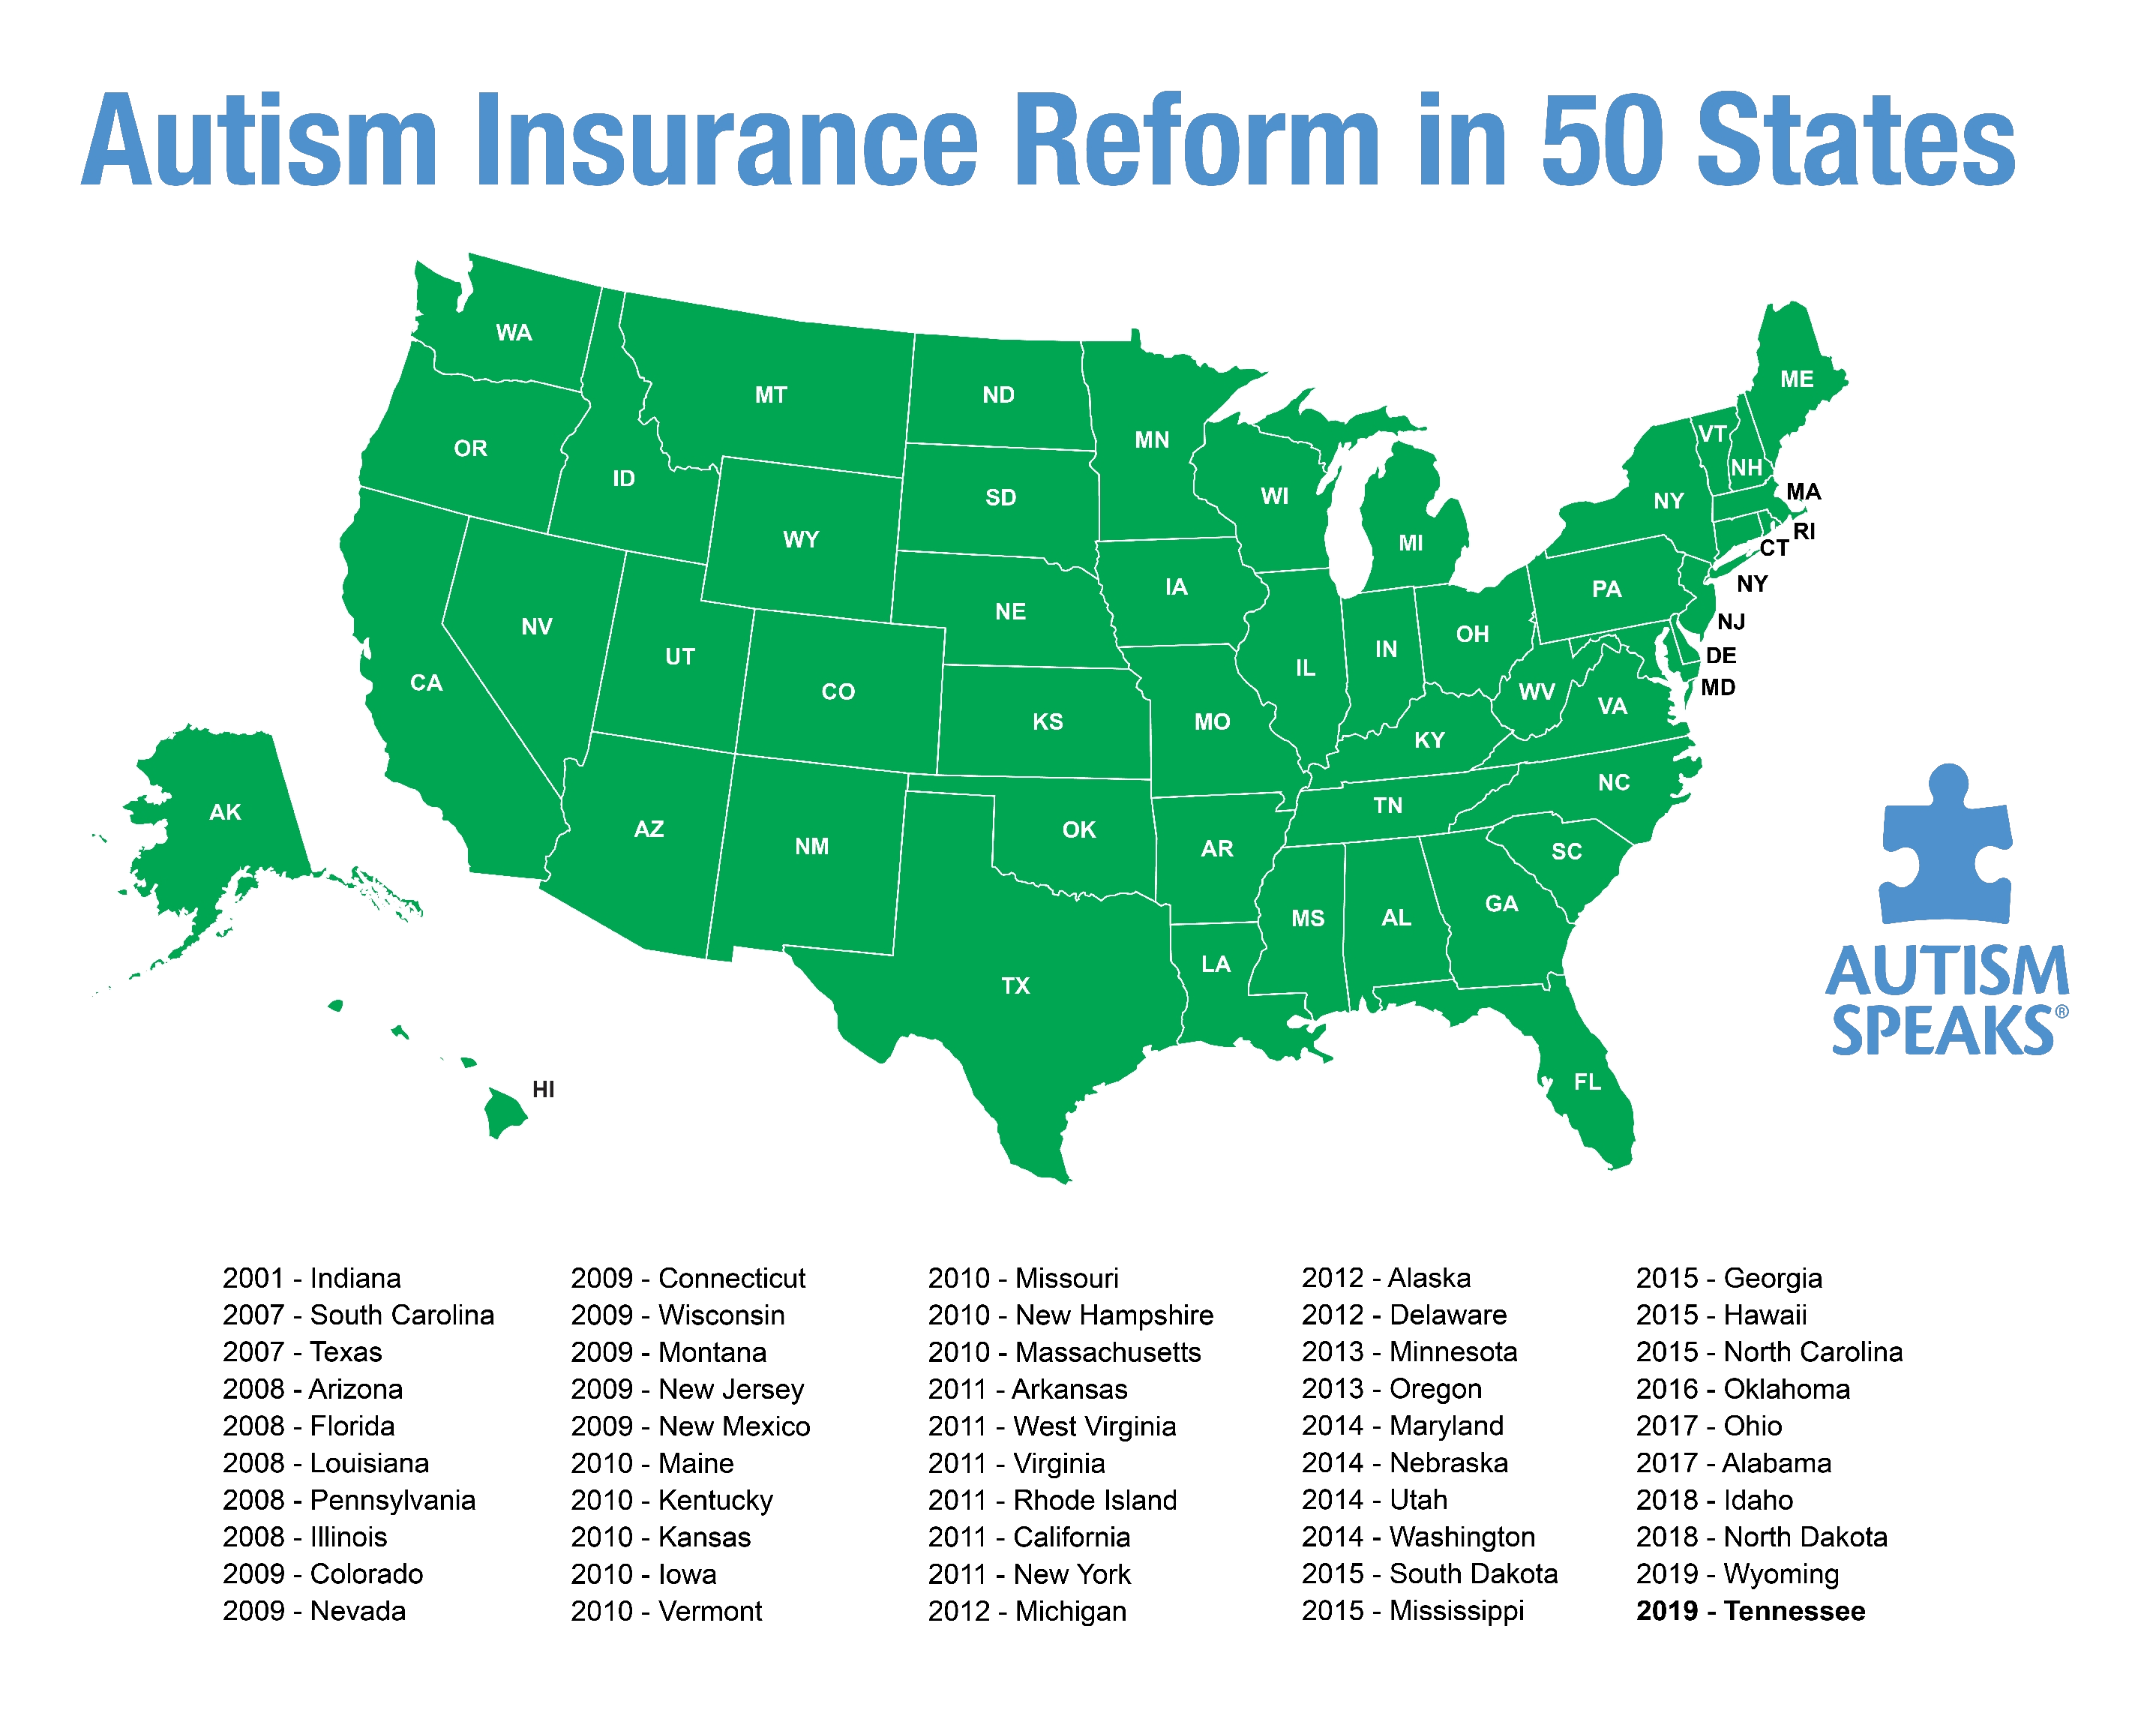 Autism Insurance Reform in 50 States
WA
MT
ND
MN
ME
OR
ID
SD
WI
VT
NH
MA
NY
RI
CT
WY
MI
IA
PA
NY
NE
NV
OH
NJ
UT
IN
IL
DE
CA
CO
WV
MD
KS
MO
VA
KY
NC
AK
AZ
NM
OK
TN
AR
SC
GA
MS
AL
LA
TX
FL
HI
AUTISM
SPEAKS®
2001 - Indiana
2007 - South Carolina
2007 - Texas
2008 - Arizona
2008 - Florida
2008 - Louisiana
2008 - Pennsylvania
2008 - Illinois
2009 - Colorado
2009 - Nevada
2009 - Connecticut
2009 - Wisconsin
2009 - Montana
2009 - New Jersey
2009 - New Mexico
2010 - Maine
2010 - Kentucky
2010 - Kansas
2010 - Iowa
2010 - Vermont
2010 - Missouri
2010 - New Hampshire
2010 - Massachusetts
2011 - Arkansas
2011 - West Virginia
2011 - Virginia
2011 - Rhode Island
2011 - California
2011 - New York
2012 - Michigan
2012 - Alaska
2012 - Delaware
2013 - Minnesota
2013 - Oregon
2014 - Maryland
2014 - Nebraska
2014 - Utah
2014 - Washington
2015 - South Dakota
2015 - Mississippi
2015 - Georgia
2015 - Hawaii
2015 - North Carolina
2016 - Oklahoma
2017 - Ohio
2017 - Alabama
2018 - Idaho
2018 - North Dakota
2019 - Wyoming
2019 - Tennessee